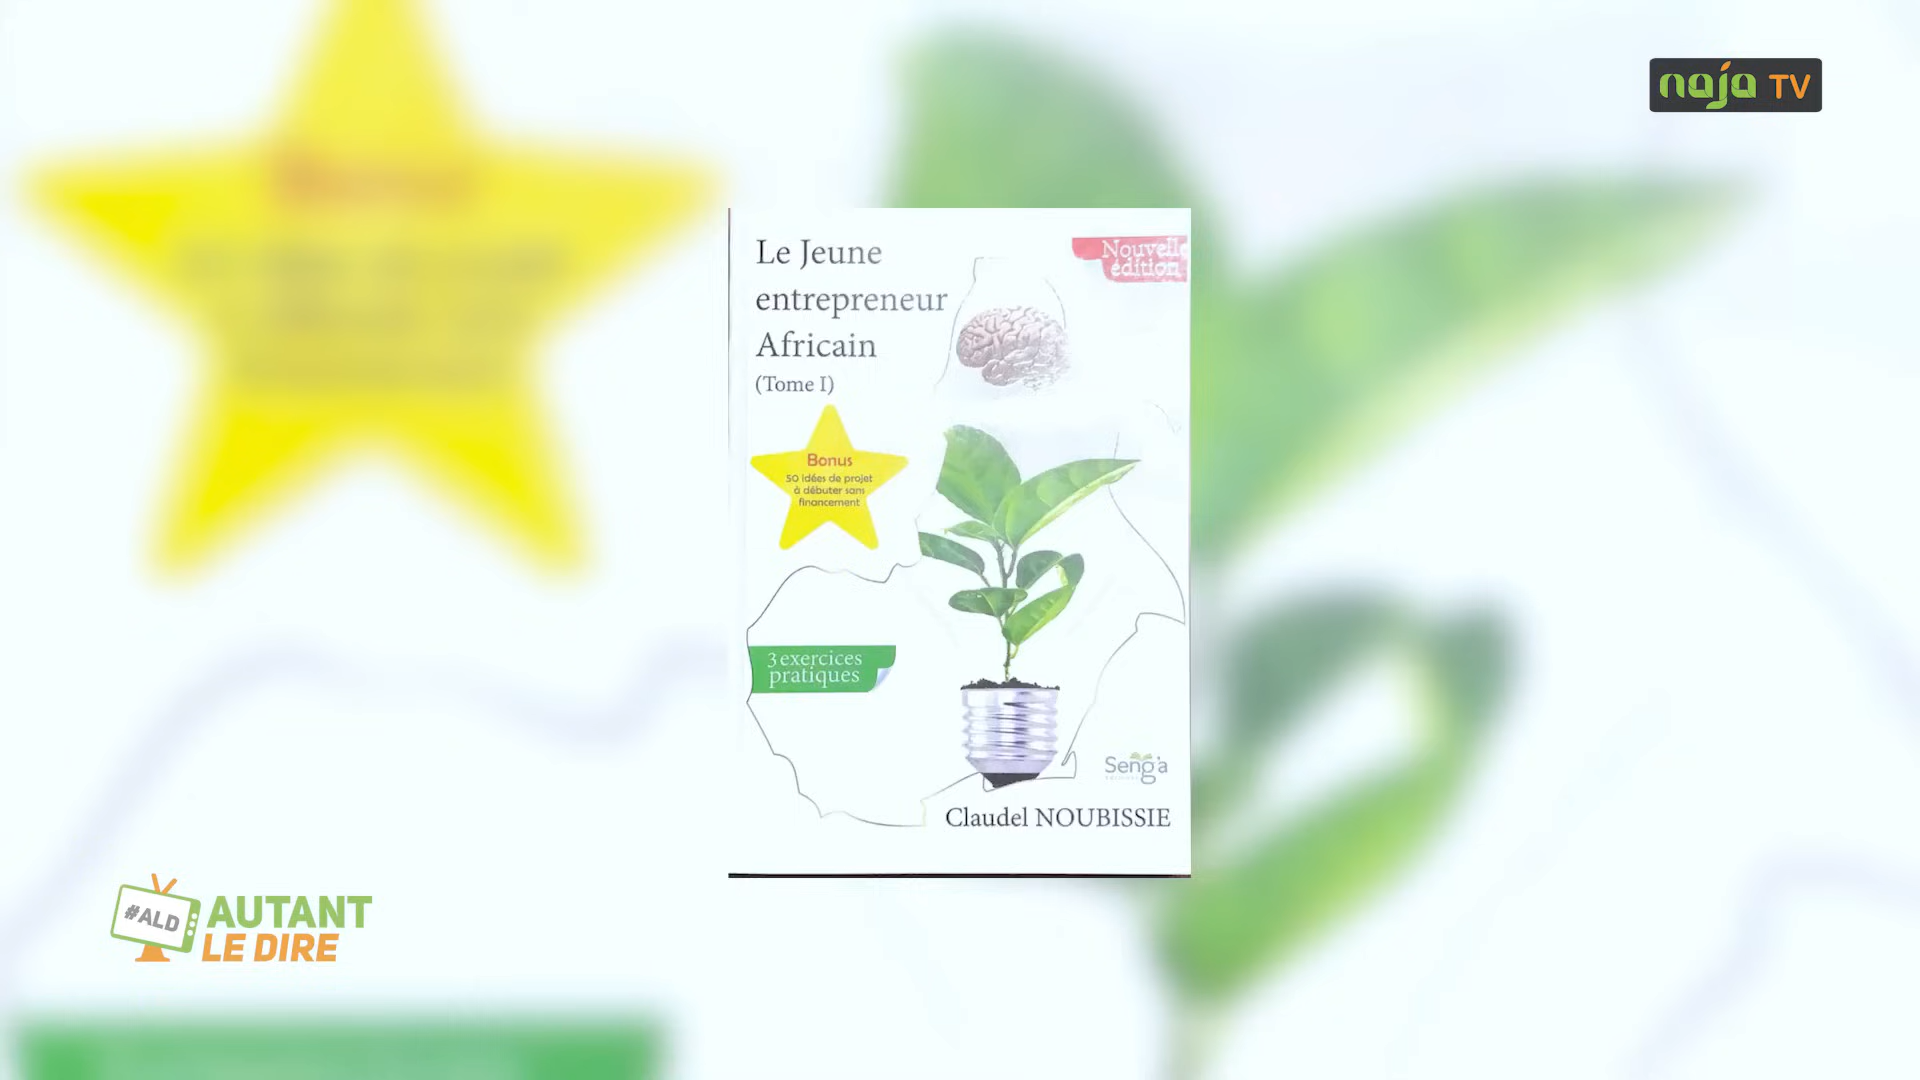 naja TV
Le Jeune
entrepreneur
Africain
(Tome I)
Nouvelle
édition
Bonus
50 idées de projet
à débuter sans
financement
3 exercices
pratiques
Seng'a
Claudel NOUBISSIE
#ALD
AUTANT
LE DIRE